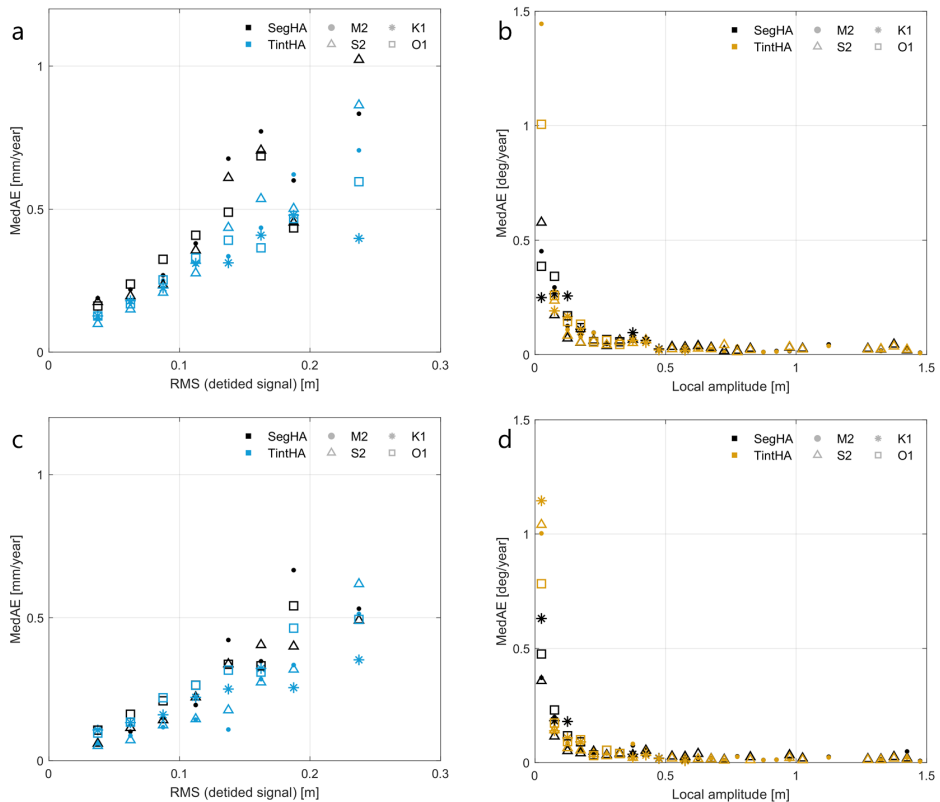 a
SegHA M2 K1
TintHA S2 O1
1
0.5
0
0 0.1 0.2 0.3
MedAE [mm/year]
RMS (detided signal) [m]
b
SegHA M2 K1
TintHA S2 O1
1.5
1
0.5
0
0 0.5 1 1.5
MedAE [deg/year]
Local amplitude [m]
c
SegHA M2 K1
TintHA S2 O1
1
0.5
0
0 0.1 0.2 0.3
MedAE [mm/year]
RMS (detided signal) [m]
d
SegHA M2 K1
TintHA S2 O1
1.5
1
0.5
0
0 0.5 1 1.5
MedAE [deg/year]
Local amplitude [m]